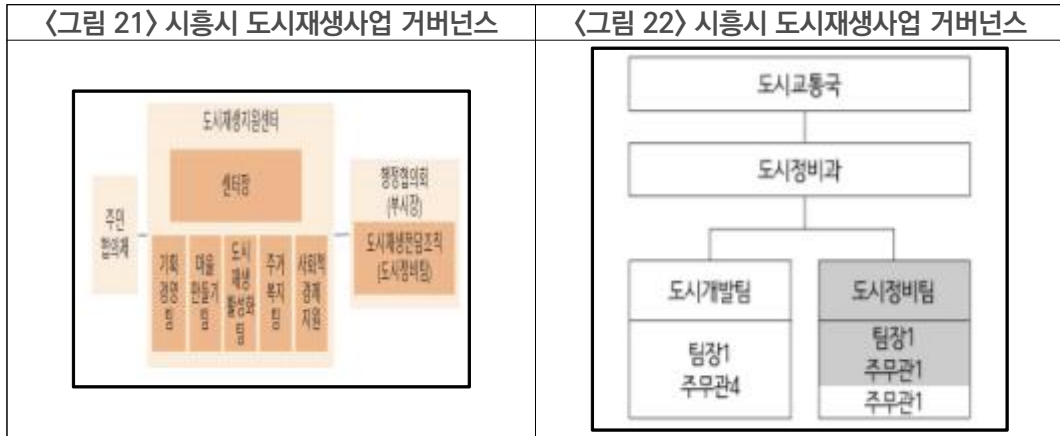 〈그림 21〉 시흥시 도시재생사업 거버넌스
도시재생지원센터
센터장
주민
협의체
기획
경영
팀
마을
만들기
팀
도시
재생
활성화
팀
주거
복지
팀
사회적
경제
지원
행정협의회
(부시장)
도시재생전담조직
(도시정비팀)
〈그림 22〉 시흥시 도시재생사업 거버넌스
도시교통국
도시정비과
도시개발팀
팀장1
주무관4
도시정비팀
팀장1
주무관1
주무관1